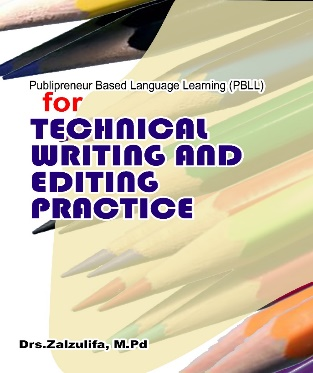 Publipreneur Based Language Learning (PBLL)
for
TECHNICAL
WRITING AND
EDITING
PRACTICE
Drs.Zalzulifa, M.Pd